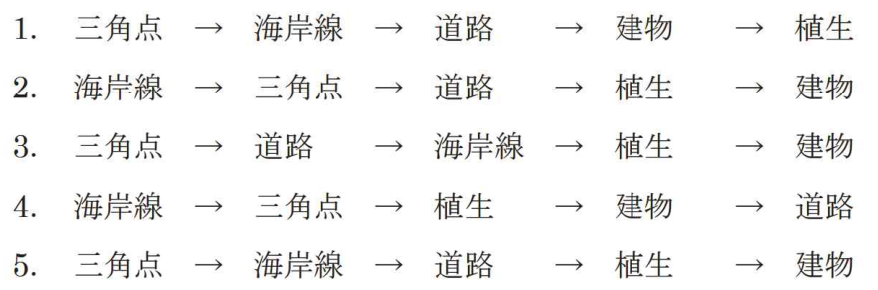 1. 三角点 → 海岸線 → 道路 → 建物 → 植生
2. 海岸線 → 三角点 → 道路 → 植生 → 建物
3. 三角点 → 道路 → 海岸線 → 植生 → 建物
4. 海岸線 → 三角点 → 植生 → 建物 → 道路
5. 三角点 → 海岸線 → 道路 → 植生 → 建物